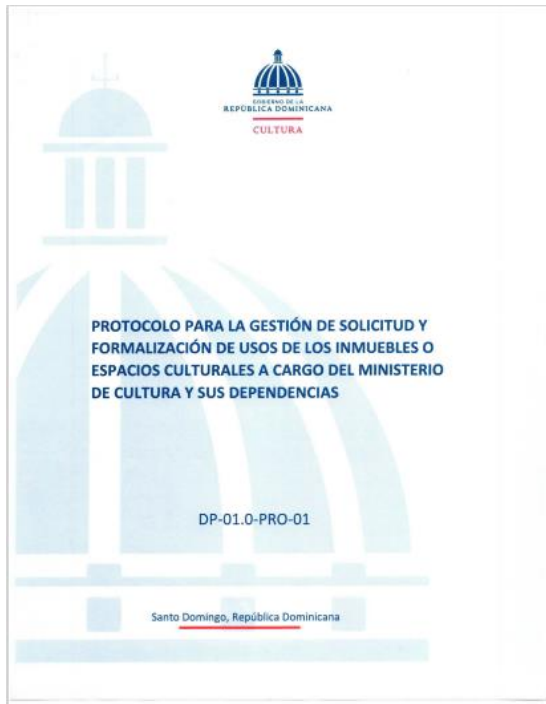 GOBIERNO DE LA
REPÚBLICA DOMINICANA
CULTURA
PROTOCOLO PARA LA GESTIÓN DE SOLICITUD Y
FORMALIZACIÓN DE USOS DE LOS INMUEBLES O
ESPACIOS CULTURALES A CARGO DEL MINISTERIO
DE CULTURA Y SUS DEPENDENCIAS
DP-01.0-PRO-01
Santo Domingo, República Dominicana